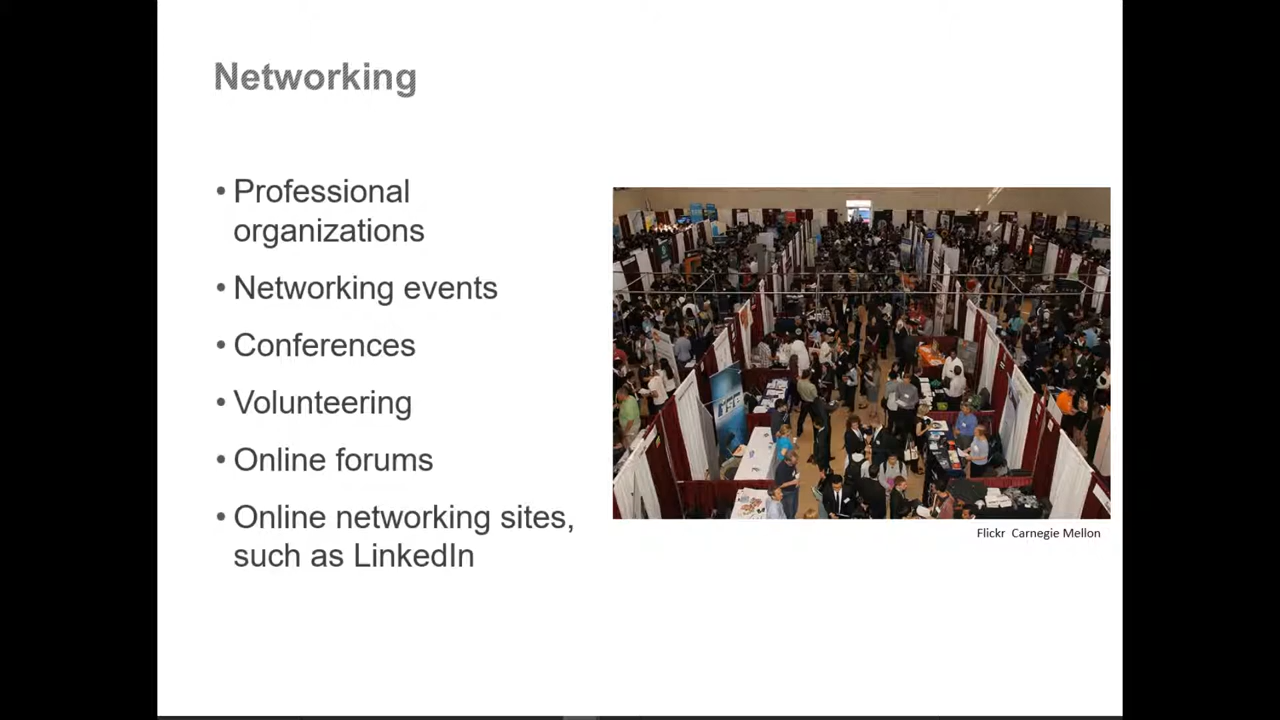 Networking
• Professional
organizations
• Networking events
• Conferences
• Volunteering
• Online forums
• Online networking sites,
such as LinkedIn
Flickr Carnegie Mellon